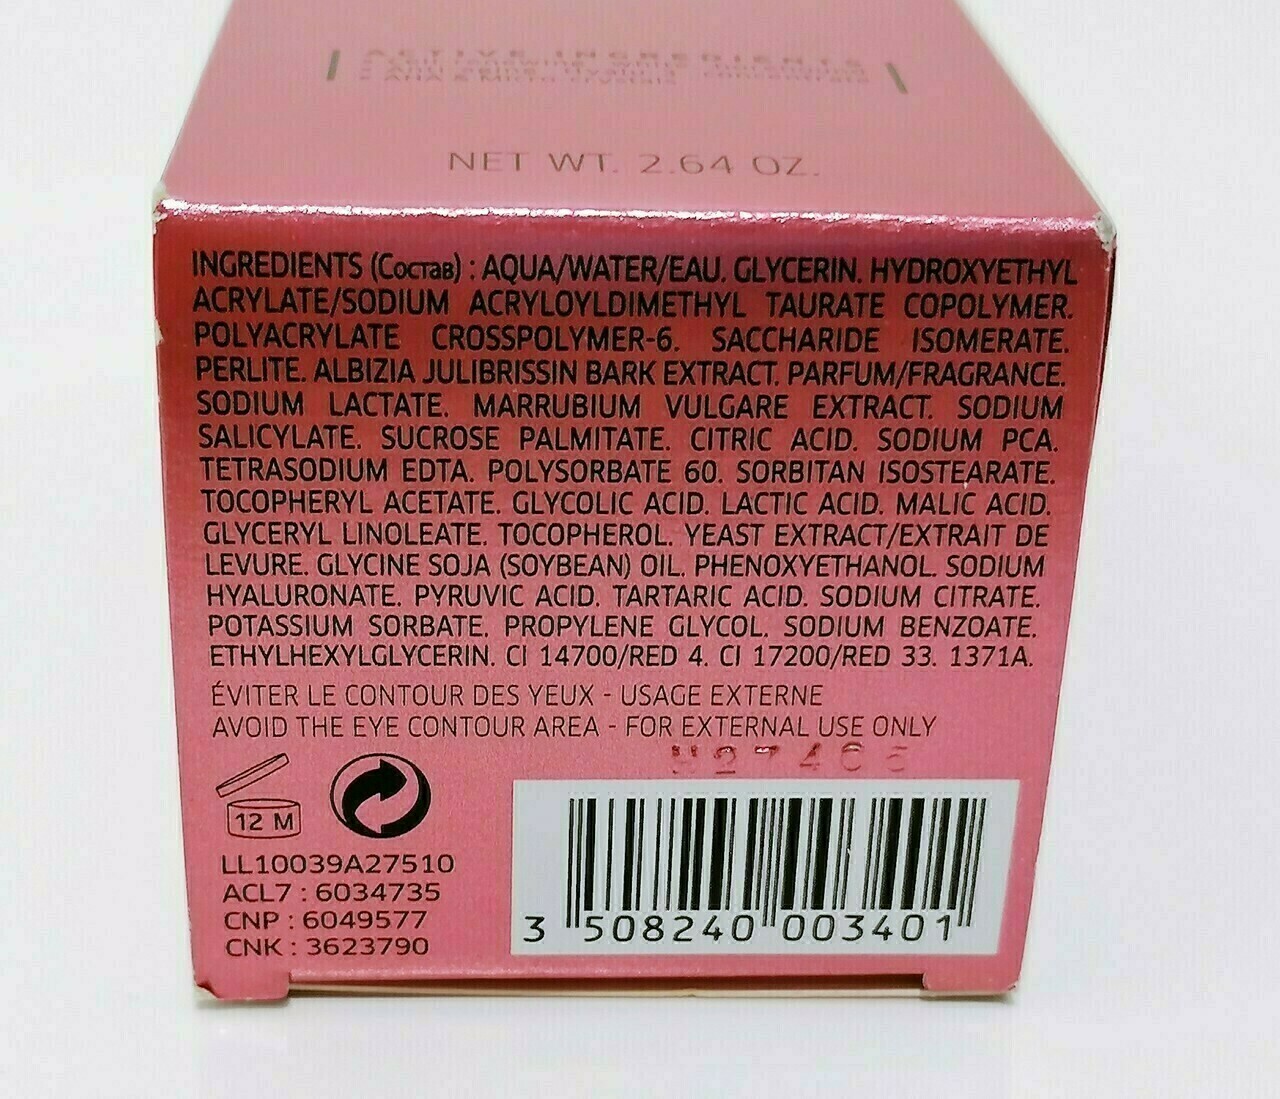 ACTIVE INGREDIENTS
NET WT. 2.64 OZ.
INGREDIENTS (Состав) : AQUA/WATER/EAU. GLYCERIN. HYDROXYETHYL
ACRYLATE/SODIUM ACRYLOYLDIMETHYL TAURATE COPOLYMER.
POLYACRYLATE CROSSPOLYMER-6. SACCHARIDE ISOMERATE.
PERLITE. ALBIZIA JULIBRISSIN BARK EXTRACT. PARFUM/FRAGRANCE.
SODIUM LACTATE. MARRUBIUM VULGARE EXTRACT. SODIUM
SALICYLATE. SUCROSE PALMITATE. CITRIC ACID. SODIUM PCA.
TETRASODIUM EDTA. POLYSORBATE 60. SORBITAN ISOSTEARATE.
TOCOPHERYL ACETATE. GLYCOLIC ACID. LACTIC ACID. MALIC ACID.
GLYCERYL LINOLEATE. TOCOPHEROL. YEAST EXTRACT/EXTRAIT DE
LEVURE. GLYCINE SOJA (SOYBEAN) OIL. PHENOXYETHANOL. SODIUM
HYALURONATE. PYRUVIC ACID. TARTARIC ACID. SODIUM CITRATE.
POTASSIUM SORBATE. PROPYLENE GLYCOL. SODIUM BENZOATE.
ETHYLHEXYLGLYCERIN. CI 14700/RED 4. CI 17200/RED 33. 1371A.
ÉVITER LE CONTOUR DES YEUX - USAGE EXTERNE
AVOID THE EYE CONTOUR AREA - FOR EXTERNAL USE ONLY
12 M
LL10039A27510
ACL7 : 6034735
CNP : 6049577
CNK : 3623790
3 508240 003401